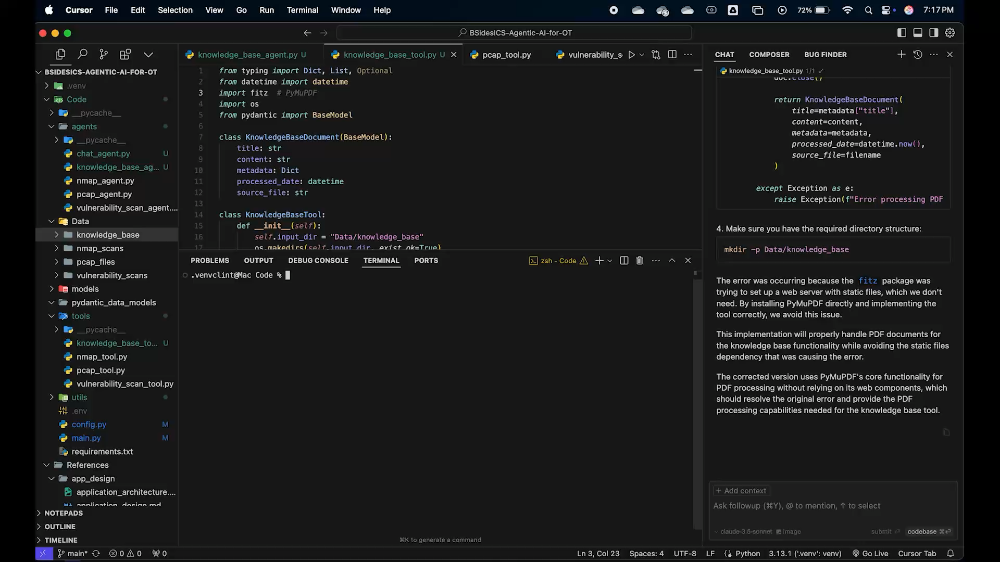 Cursor File Edit Selection View Go Run Terminal Window Help 72% 7:17 PM
BSidesICS-Agentic-AI-for-OT
BSIDESICS-AGENTIC-AI-FOR-OT
.venv
Code
__pycache__
agents
__pycache__
chat_agent.py U
knowledge_base_ag... U
nmap_agent.py
pcap_agent.py
vulnerability_scan_agent....
Data
knowledge_base
nmap_scans
pcap_files
vulnerability_scans
models
pydantic_data_models
tools
__pycache__
knowledge_base_to... U
nmap_tool.py
pcap_tool.py
vulnerability_scan_tool.py
utils
.env
config.py M
main.py M
requirements.txt
References
app_design
application_architecture....
application_design.md
NOTEPADS
OUTLINE
TIMELINE
knowledge_base_agent.py U knowledge_base_tool.py U pcap_tool.py vulnerability_s
1 from typing import Dict, List, Optional
2 from datetime import datetime
3 import fitz # PyMuPDF
4 import os
5 from pydantic import BaseModel
6
7 class KnowledgeBaseDocument(BaseModel):
8 title: str
9 content: str
10 metadata: Dict
11 processed_date: datetime
12 source_file: str
13
14 class KnowledgeBaseTool:
15 def __init__(self):
16 self.input_dir = "Data/knowledge_base"
17 os.makedirs(self.input_dir, exist_ok=True)
PROBLEMS OUTPUT DEBUG CONSOLE TERMINAL PORTS zsh - Code
.venvclint@Mac Code %
⌘K to generate a command
CHAT COMPOSER BUG FINDER
knowledge_base_tool.py 1/1
doc.close()
return KnowledgeBaseDocument(
title=metadata["title"],
content=content,
metadata=metadata,
processed_date=datetime.now(),
source_file=filename
)
except Exception as e:
raise Exception(f"Error processing PDF
4. Make sure you have the required directory structure:
mkdir -p Data/knowledge_base
The error was occurring because the fitz package was
trying to set up a web server with static files, which we don't
need. By installing PyMuPDF directly and implementing the
tool correctly, we avoid this issue.
This implementation will properly handle PDF documents for
the knowledge base functionality while avoiding the static files
dependency that was causing the error.
The corrected version uses PyMuPDF's core functionality for
PDF processing without relying on its web components, which
should resolve the original error and provide the PDF
processing capabilities needed for the knowledge base tool.
+ Add context
Ask followup (⌘Y), @ to mention, ↑ to select
claude-3.5-sonnet image submit codebase ⌘⏎
main* 0 0 0 Ln 3, Col 23 Spaces: 4 UTF-8 LF Python 3.13.1 ('.venv': venv) Go Live Cursor Tab